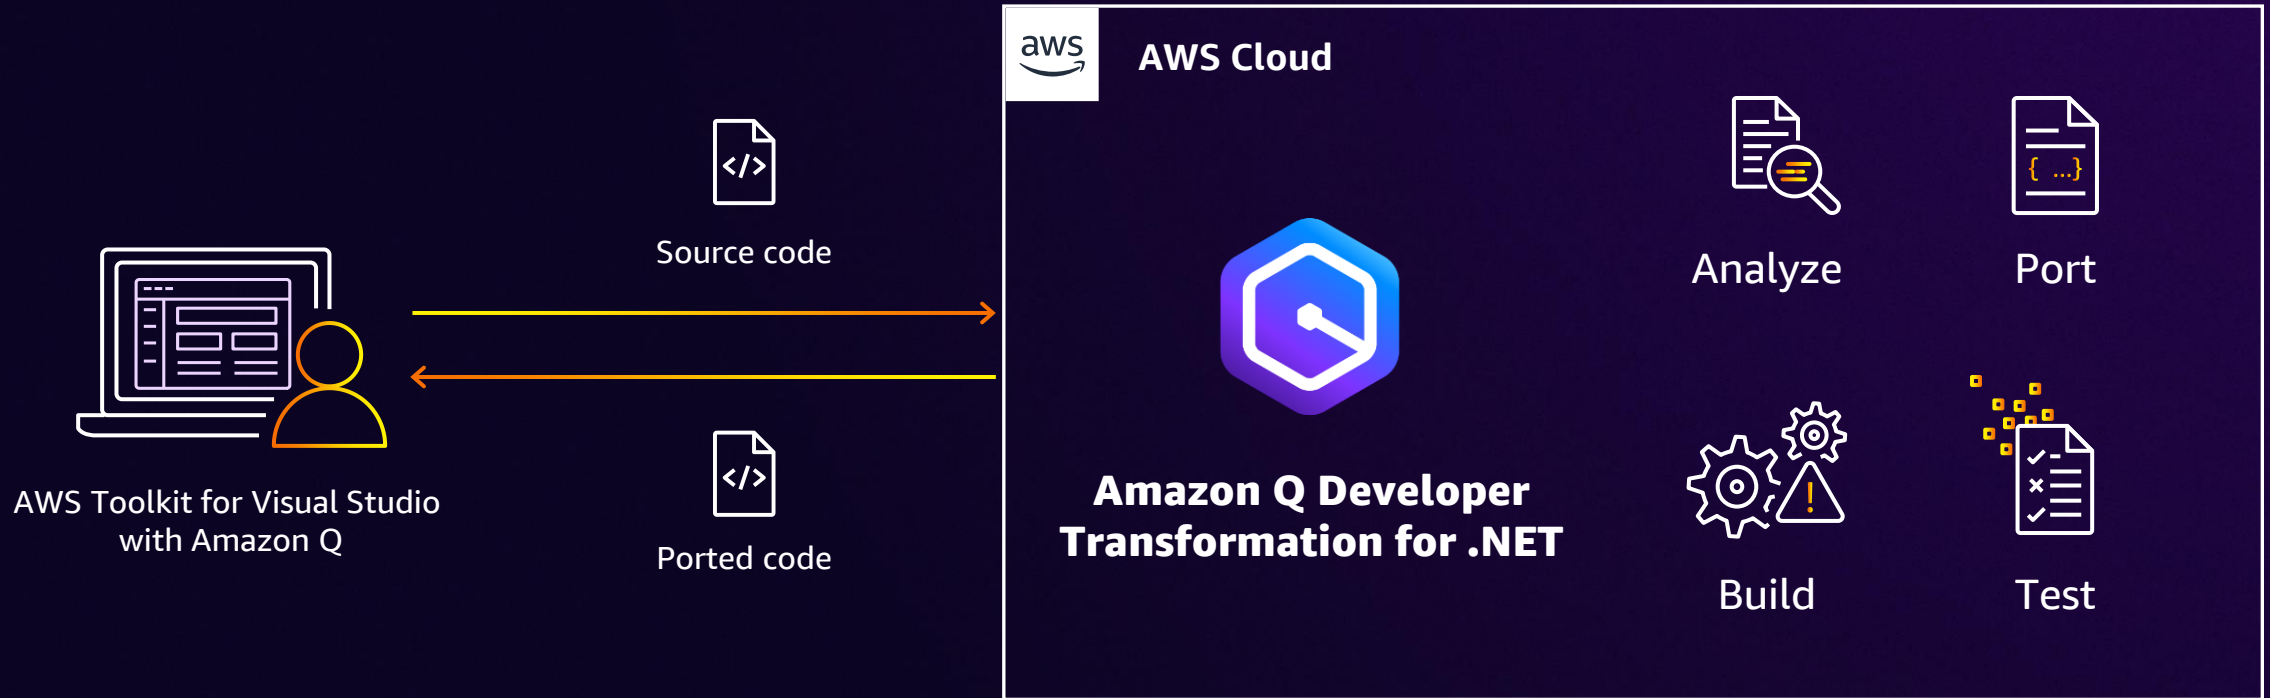 aws
AWS Cloud
</>
Source code
AWS Toolkit for Visual Studio
with Amazon Q
</>
Ported code
Amazon Q Developer
Transformation for .NET
Analyze
{ ...}
Port
!
Build
Test